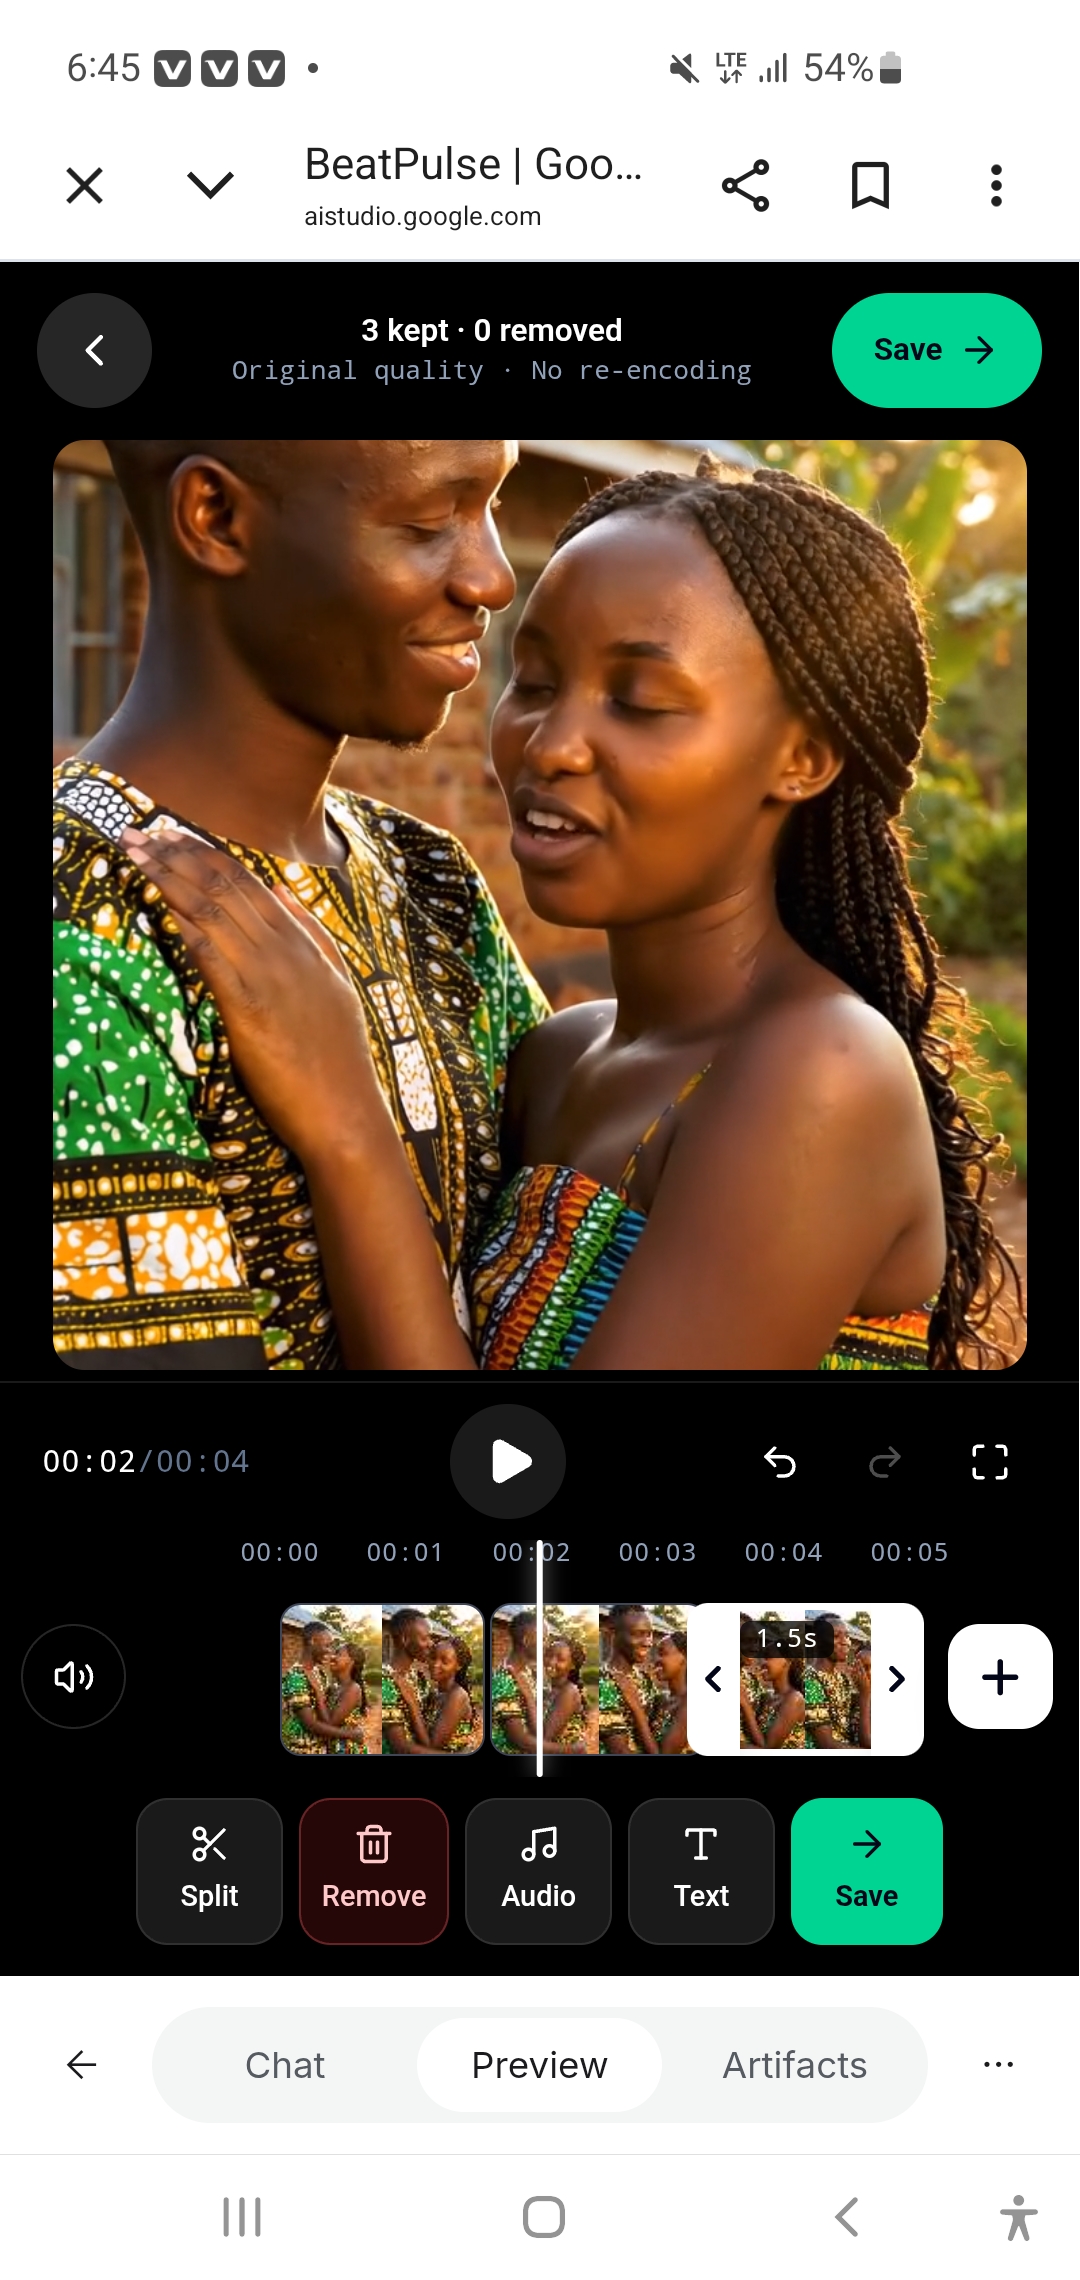 6:45
LTE
54%
BeatPulse | Goo...
aistudio.google.com
3 kept · 0 removed
Original quality · No re-encoding
Save
00:02/00:04
00:00 00:01 00:02 00:03 00:04 00:05
1.5s
Split
Remove
Audio
Text
Save
Chat
Preview
Artifacts